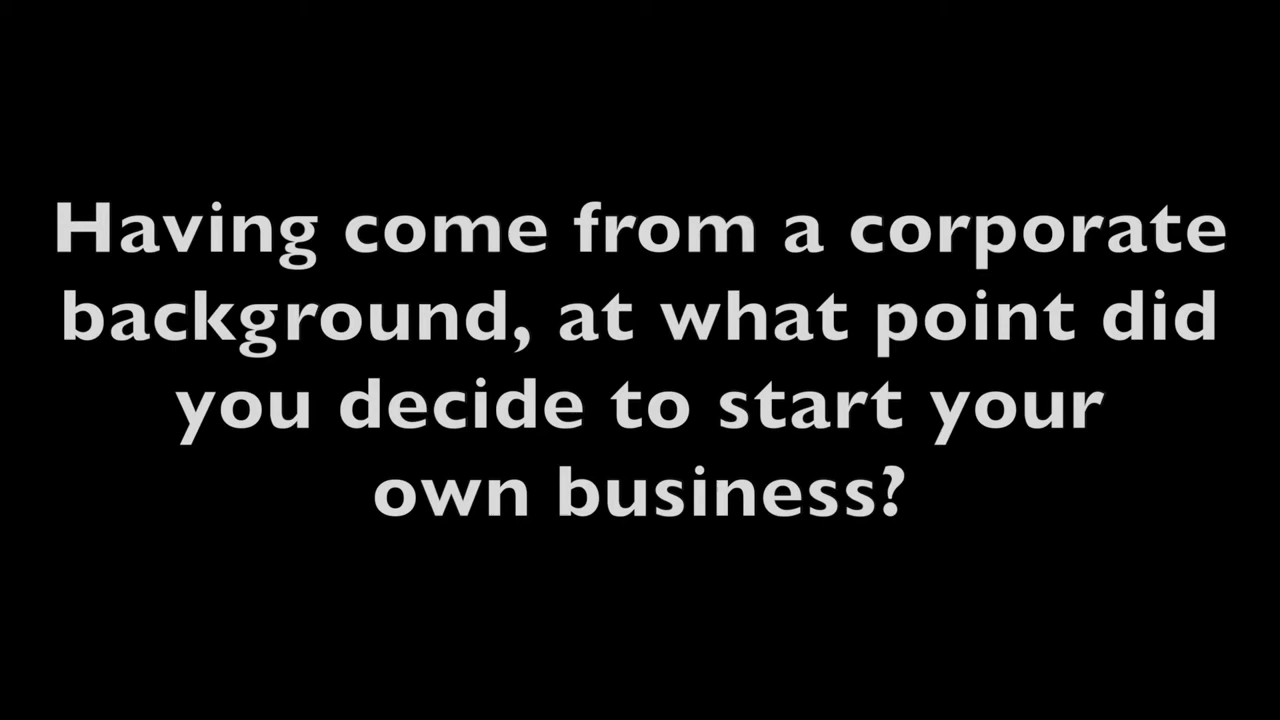 Having come from a corporate
background, at what point did
you decide to start your
own business?